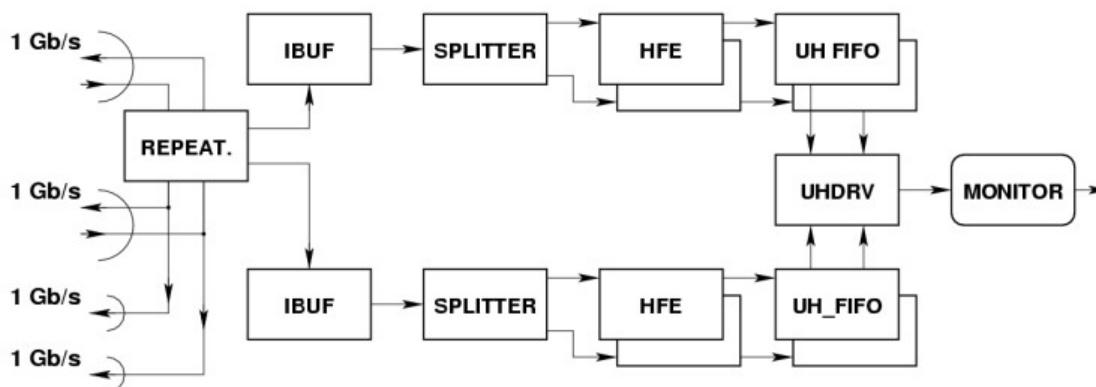 1 Gb/s
IBUF
SPLITTER
HFE
UH FIFO
REPEAT.
1 Gb/s
UHDRV
MONITOR
1 Gb/s
IBUF
SPLITTER
HFE
UH_FIFO
1 Gb/s